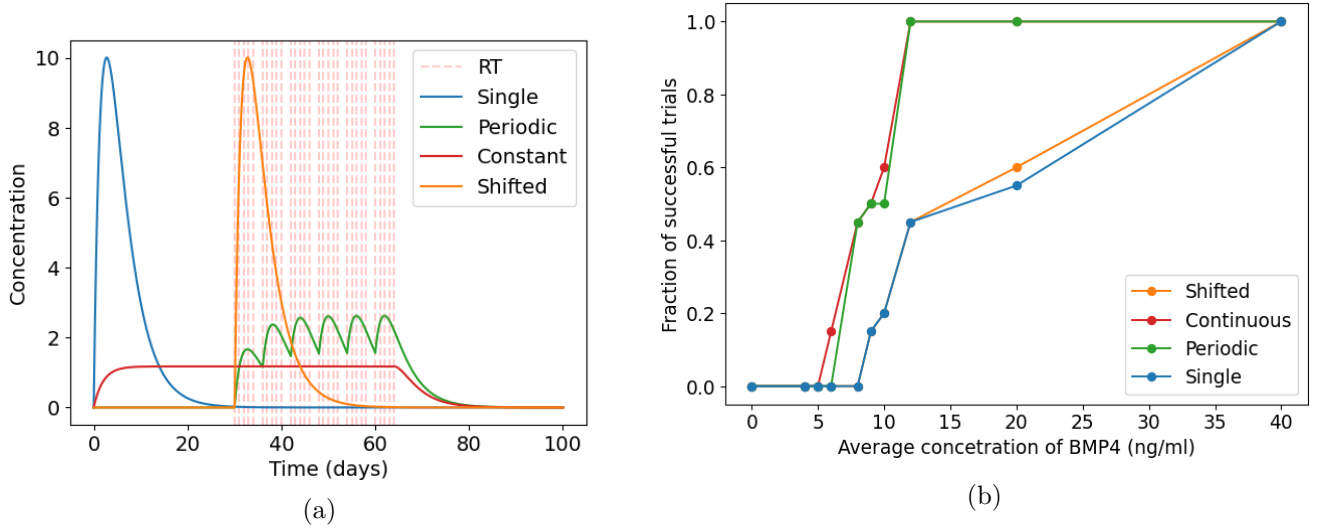 Concentration
10
8
6
4
2
0
RT
Single
Periodic
Constant
Shifted
0 20 40 60 80 100
Time (days)
(a)
Fraction of successful trials
1.0
0.8
0.6
0.4
0.2
0.0
Shifted
Continuous
Periodic
Single
0 5 10 15 20 25 30 35 40
Average concetration of BMP4 (ng/ml)
(b)